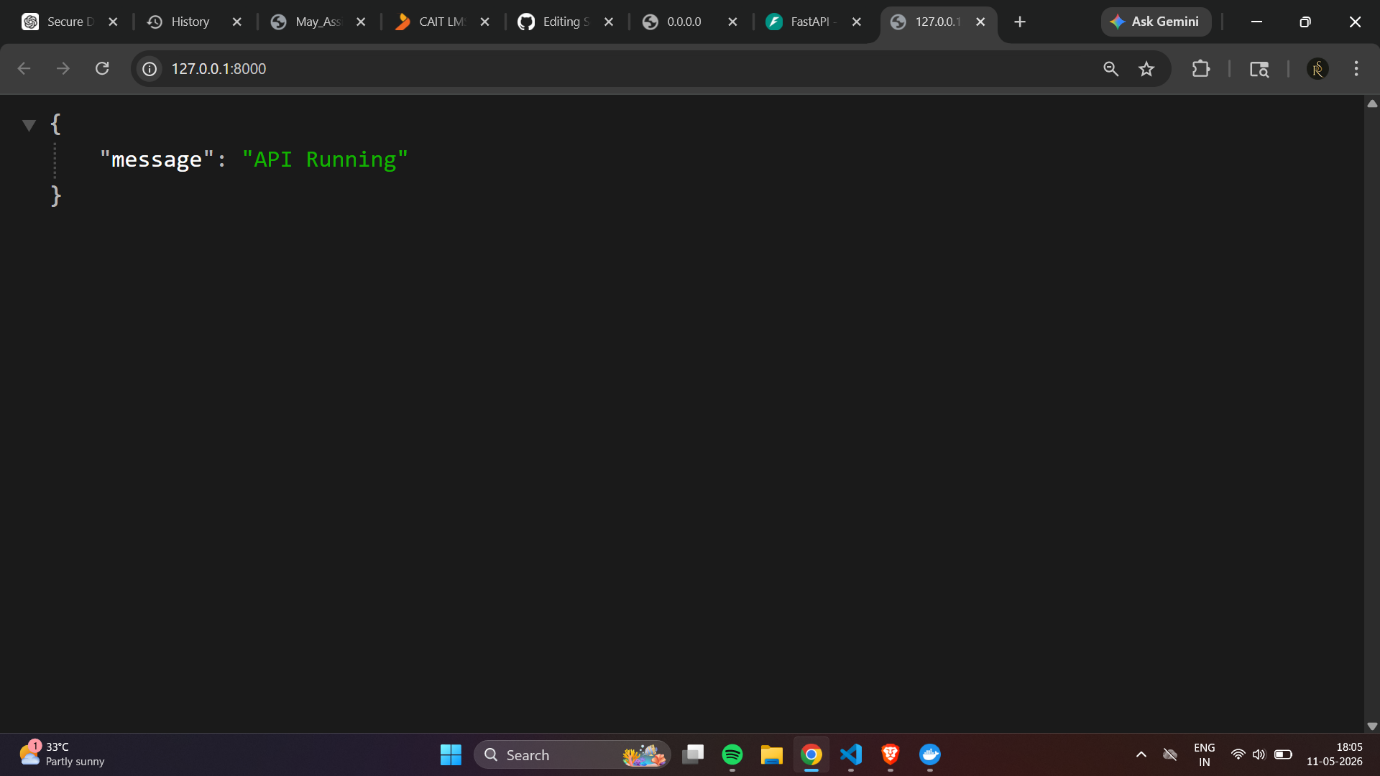 Secure D
History
May_Ass
CAIT LM
Editing S
0.0.0.0
FastAPI -
127.0.0.1
Ask Gemini
127.0.0.1:8000
{
"message": "API Running"
}
1
33°C
Partly sunny
Search
ENG
IN
18:05
11-05-2026